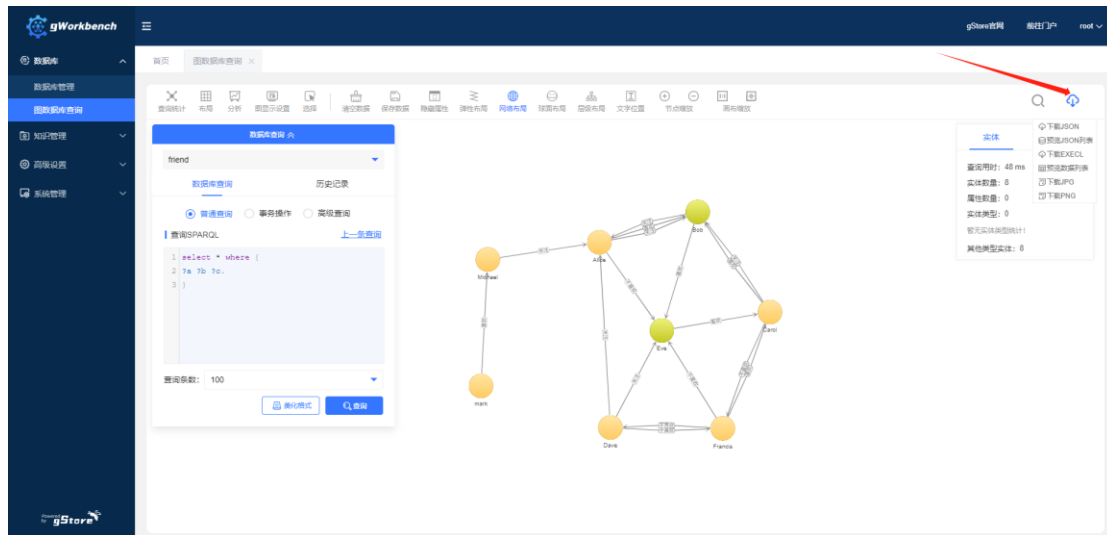 gWorkbench
gStore官网 前往门户 root
数据库
首页 图数据库查询 ×
数据库管理
图数据库查询
知识管理
高级设置
系统管理
查询统计 布局 分析 图显示设置 选择 清空数据 保存数据 隐藏属性 弹性布局 网络布局 球面布局 层级布局 文字位置 节点缩放 画布缩放
数据库查询
friend
数据库查询 历史记录
普通查询 事务操作 高级查询
查询SPARQL 上一条查询
1 select * where {
2 ?a ?b ?c.
3 }
查询条数: 100
美化格式 查询
实体
查询用时: 48 ms
实体数量: 8
属性数量: 0
实体类型: 0
暂无实体类型统计!
其他类型实体: 8
下载JSON
预览JSON列表
下载EXECL
预览数据列表
下载JPG
下载PNG
Bob
Alice
Michael
关注
Carol
Eve
mark
Dave
Francis
Powered by gStore